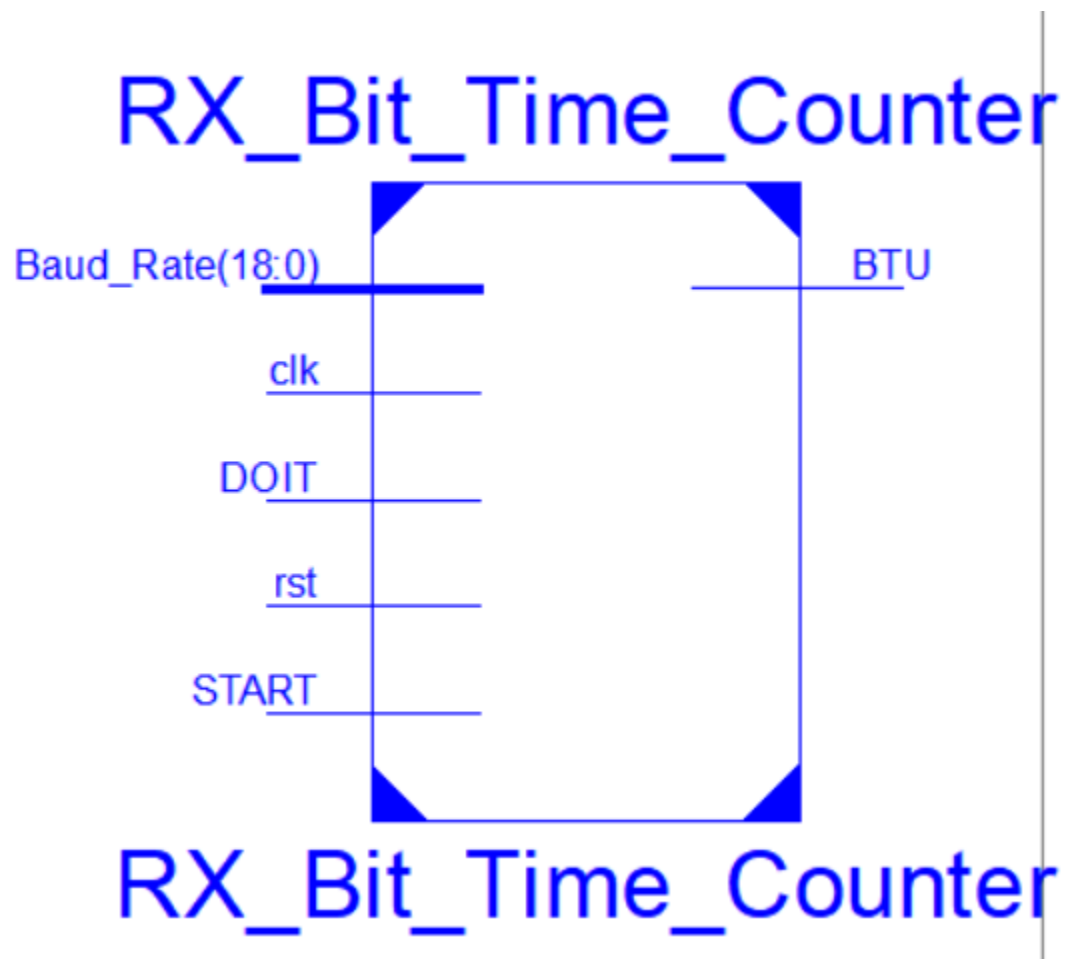 RX_Bit_Time_Counter
Baud_Rate(18:0)
BTU
clk
DOIT
rst
START
RX_Bit_Time_Counter